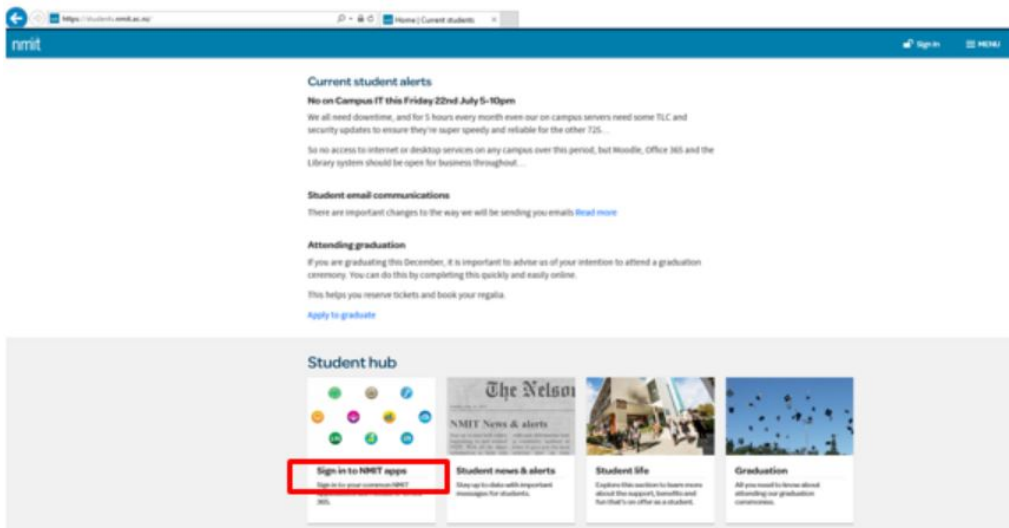 https://students.nmit.ac.nz/
Home | Current students
nmit
Sign in
MENU
Current student alerts
No on Campus IT this Friday 22nd July 5-10pm
We all need downtime, and for 5 hours every month even our on campus servers need some TLC and
security updates to ensure they're super speedy and reliable for the other 725...
So no access to internet or desktop services on any campus over this period, but Moodle, Office 365 and the
Library system should be open for business throughout...
Student email communications
There are important changes to the way we will be sending you emails Read more
Attending graduation
If you are graduating this December, it is important to advise us of your intention to attend a graduation
ceremony. You can do this by completing this quickly and easily online.
This helps you reserve tickets and book your regalia.
Apply to graduate
Student hub
The Nelson
NMIT News & alerts
Sign in to NMIT apps
Sign in to your common NMIT
365.
Student news & alerts
Stay up to date with important
messages for students.
Student life
Explore this section to learn more
about the support, benefits and
fun that's on offer as a student.
Graduation
All you need to know about
attending our graduation
ceremonies.